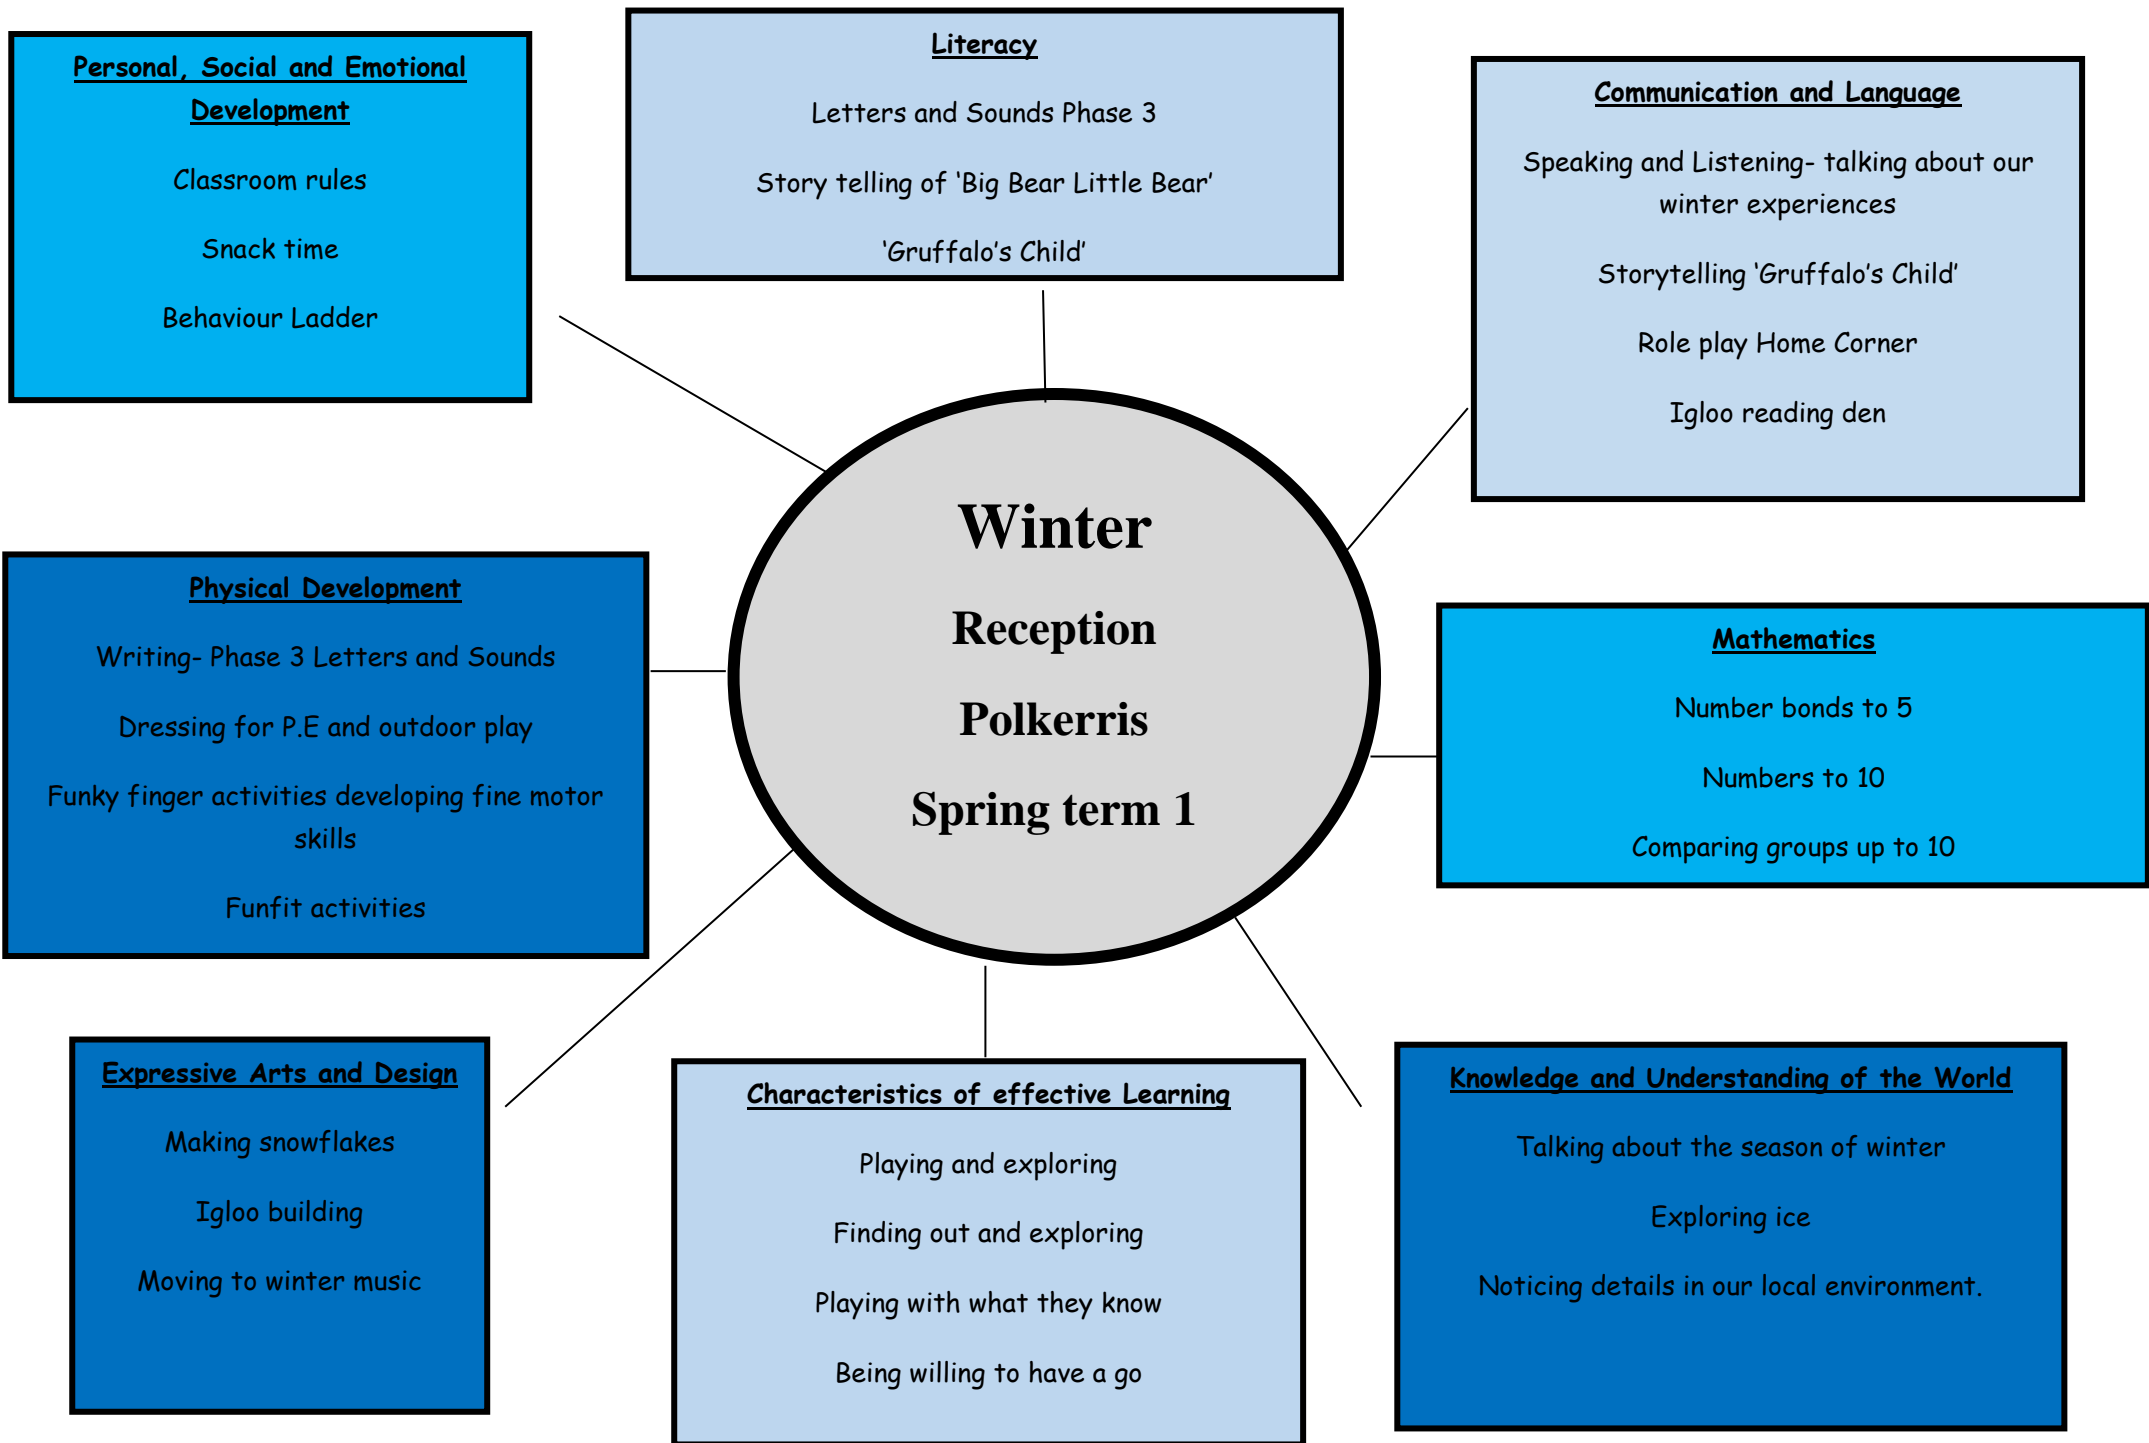 Personal, Social and Emotional
Development
Classroom rules
Snack time
Behaviour Ladder
Literacy
Letters and Sounds Phase 3
Story telling of ‘Big Bear Little Bear’
‘Gruffalo’s Child’
Communication and Language
Speaking and Listening- talking about our
winter experiences
Storytelling ‘Gruffalo’s Child’
Role play Home Corner
Igloo reading den
Winter
Reception
Polkerris
Spring term 1
Physical Development
Writing- Phase 3 Letters and Sounds
Dressing for P.E and outdoor play
Funky finger activities developing fine motor
skills
Funfit activities
Mathematics
Number bonds to 5
Numbers to 10
Comparing groups up to 10
Expressive Arts and Design
Making snowflakes
Igloo building
Moving to winter music
Characteristics of effective Learning
Playing and exploring
Finding out and exploring
Playing with what they know
Being willing to have a go
Knowledge and Understanding of the World
Talking about the season of winter
Exploring ice
Noticing details in our local environment.